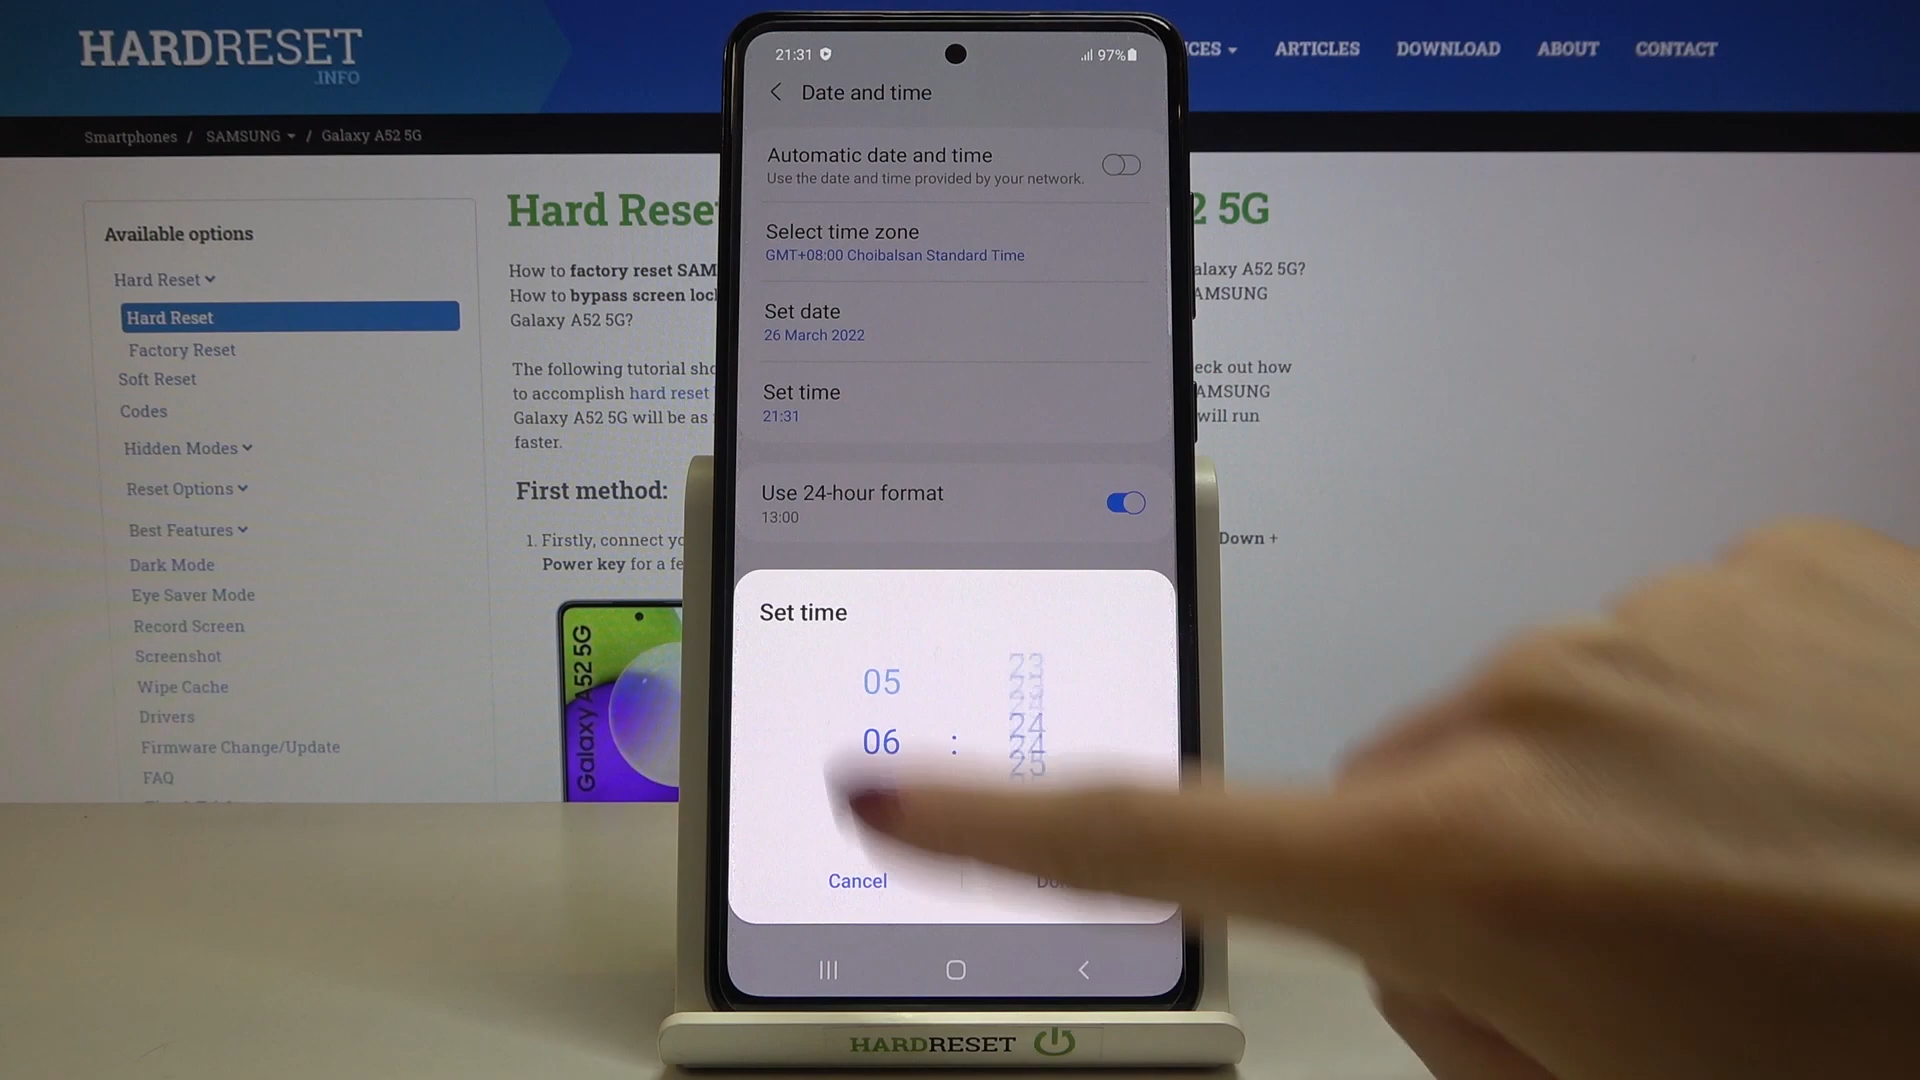 HARDRESET
.INFO
ARTICLES
DOWNLOAD
ABOUT
CONTACT
Smartphones / SAMSUNG / Galaxy A52 5G
Available options
Hard Reset
Hard Reset
Factory Reset
Soft Reset
Codes
Hidden Modes
Reset Options
Best Features
Dark Mode
Eye Saver Mode
Record Screen
Screenshot
Wipe Cache
Drivers
Firmware Change/Update
FAQ
Hard Rese
2 5G
How to factory reset SAM
alaxy A52 5G?
How to bypass screen loc
AMSUNG
Galaxy A52 5G?
The following tutorial sho
eck out how
to accomplish hard reset
AMSUNG
Galaxy A52 5G will be as
will run
faster.
First method:
1. Firstly, connect yo
Down +
Power key for a fe
Galaxy A52 5G
21:31
97%
Date and time
Automatic date and time
Use the date and time provided by your network.
Select time zone
GMT+08:00 Choibalsan Standard Time
Set date
26 March 2022
Set time
21:31
Use 24-hour format
13:00
Set time
05
23
06 : 24
Cancel
HARDRESET